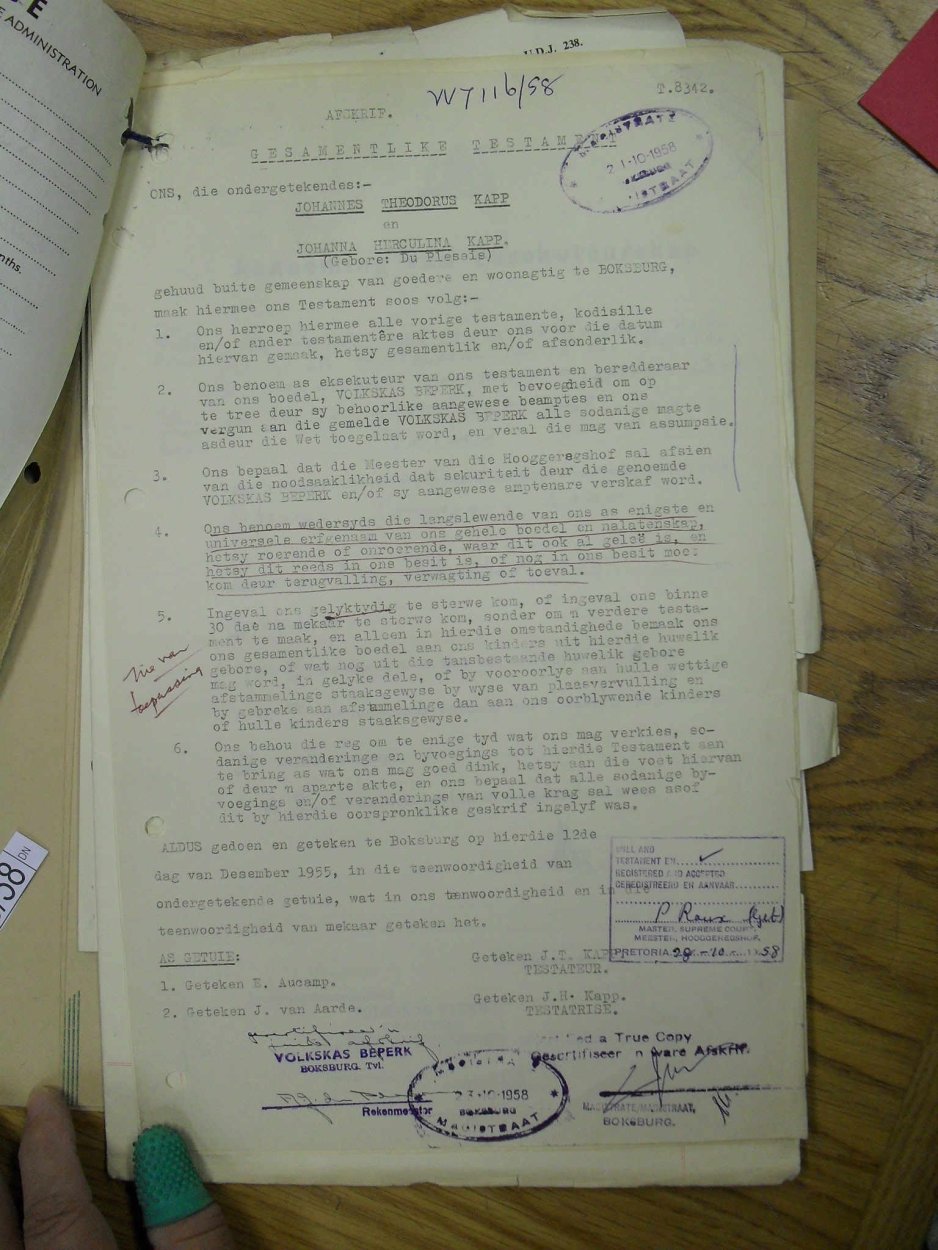 E ADMINISTRATION
nths.
U.D.J. 238.
VV7116/58
T.8342.
AFSKRIF.
GESAMENTLIKE TESTAMENT
MAGISTRATE
21·10·1958
BOKSBURG
MAGISTRAAT
ONS, die ondergetekendes:-
JOHANNES THEODORUS KAPP
en
JOHANNA HERCULINA KAPP.
(Gebore: Du Plessis)
gehuud buite gemeenskap van goedere en woonagtig te BOKSBURG,
maak hiermee ons Testament soos volg:-
1. Ons herroep hiermee alle vorige testamente, kodisille
en/of ander testamentêre aktes deur ons voor die datum
hiervan gemaak, hetsy gesamentlik en/of afsonderlik.
2. Ons benoem as eksekuteur van ons testament en beredderaar
van ons boedel, VOLKSKAS BEPERK, met bevoegheid om op
te tree deur sy behoorlike aangewese beamptes en ons
vergun aan die gemelde VOLKSKAS BEPERK alle sodanige magte
asdeur die Wet toegelaat word, en veral die mag van assumpsie.
3. Ons bepaal dat die Meester van die Hooggeregshof sal afsien
van die noodsaaklikheid dat sekuriteit deur die genoemde
VOLKSKAS BEPERK en/of sy aangewese amptenare verskaf word.
4. Ons benoem wedersyds die langslewende van ons as enigste en
universele erfgenaam van ons gehele boedel en nalatenskap,
hetsy roerende of onroerende, waar dit ook al geleë is, en
hetsy dit reeds in ons besit is, of nog in ons besit moet
kom deur terugvalling, verwagting of toeval.
5. Ingeval ons gelyktydig te sterwe kom, of ingeval ons binne
30 dae na mekaar te sterwe kom, sonder om 'n verdere testa-
ment te maak, en alleen in hierdie omstandighede bemaak ons
ons gesamentlike boedel aan ons kinders uit hierdie huwelik
gebore, of wat nog uit die tansbestaande huwelik gebore
mag word, in gelyke dele, of by vooroorlye aan hulle wettige
afstammelinge staaksgewyse by wyse van plaasvervulling en
by gebreke aan afstammelinge dan aan ons oorblywende kinders
of hulle kinders staaksgewyse.
Nie van
toepassing
6. Ons behou die reg om te enige tyd wat ons mag verkies, so-
danige veranderinge en byvoegings tot hierdie Testament aan
te bring as wat ons mag goed dink, hetsy aan die voet hiervan
of deur 'n aparte akte, en ons bepaal dat alle sodanige by-
voegings en/of veranderings van volle krag sal wees asof
dit by hierdie oorspronklike geskrif ingelyf was.
ALDUS gedoen en geteken te Boksburg op hierdie 12de
dag van Desember 1955, in die teenwoordigheid van
ondergetekende getuie, wat in ons teenwoordigheid en in die
teenwoordigheid van mekaar geteken het.
WILL AND
TESTAMENT EN
REGISTERED AND ACCEPTED
GEREGISTREERD EN AANVAAR
P Roux (Get)
MASTER, SUPREME COURT.
MEESTER, HOOGGEREGSHOF.
PRETORIA. 29-10-1958
AS GETUIE:
1. Geteken E. Aucamp.
2. Geteken J. van Aarde.
Geteken J.T. KAPP
TESTATEUR.
Geteken J.H. Kapp.
TESTATRISE.
VOLKSKAS BEPERK
BOKSBURG. Tvl.
Rekenmeester
23·10·1958
BOKSBURG
MAGISTRAAT
a True Copy
Gesertifiseer 'n ware Afskrif.
MAGISTRATE/MAGISTRAAT,
BOKSBURG.
58
DN